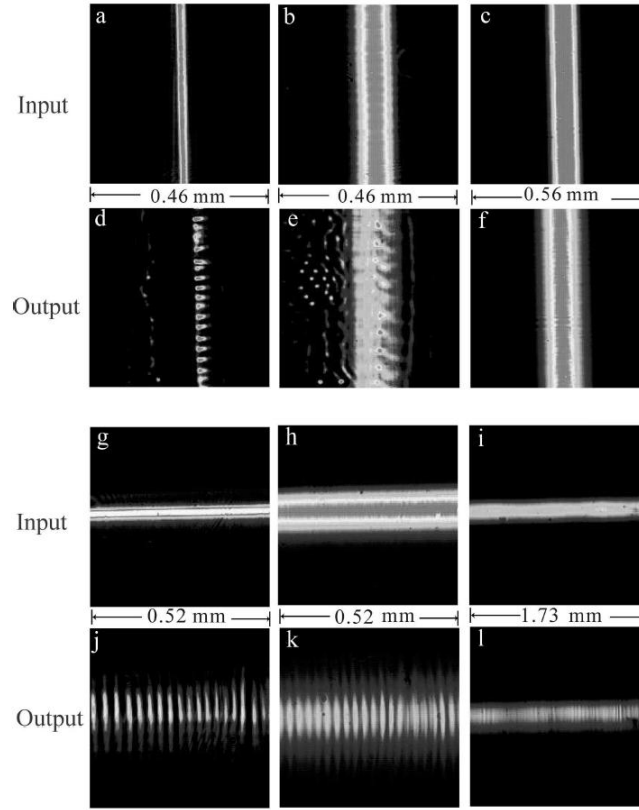 a b c
Input
0.46 mm 0.46 mm 0.56 mm
d e f
Output
g h i
Input
0.52 mm 0.52 mm 1.73 mm
j k l
Output